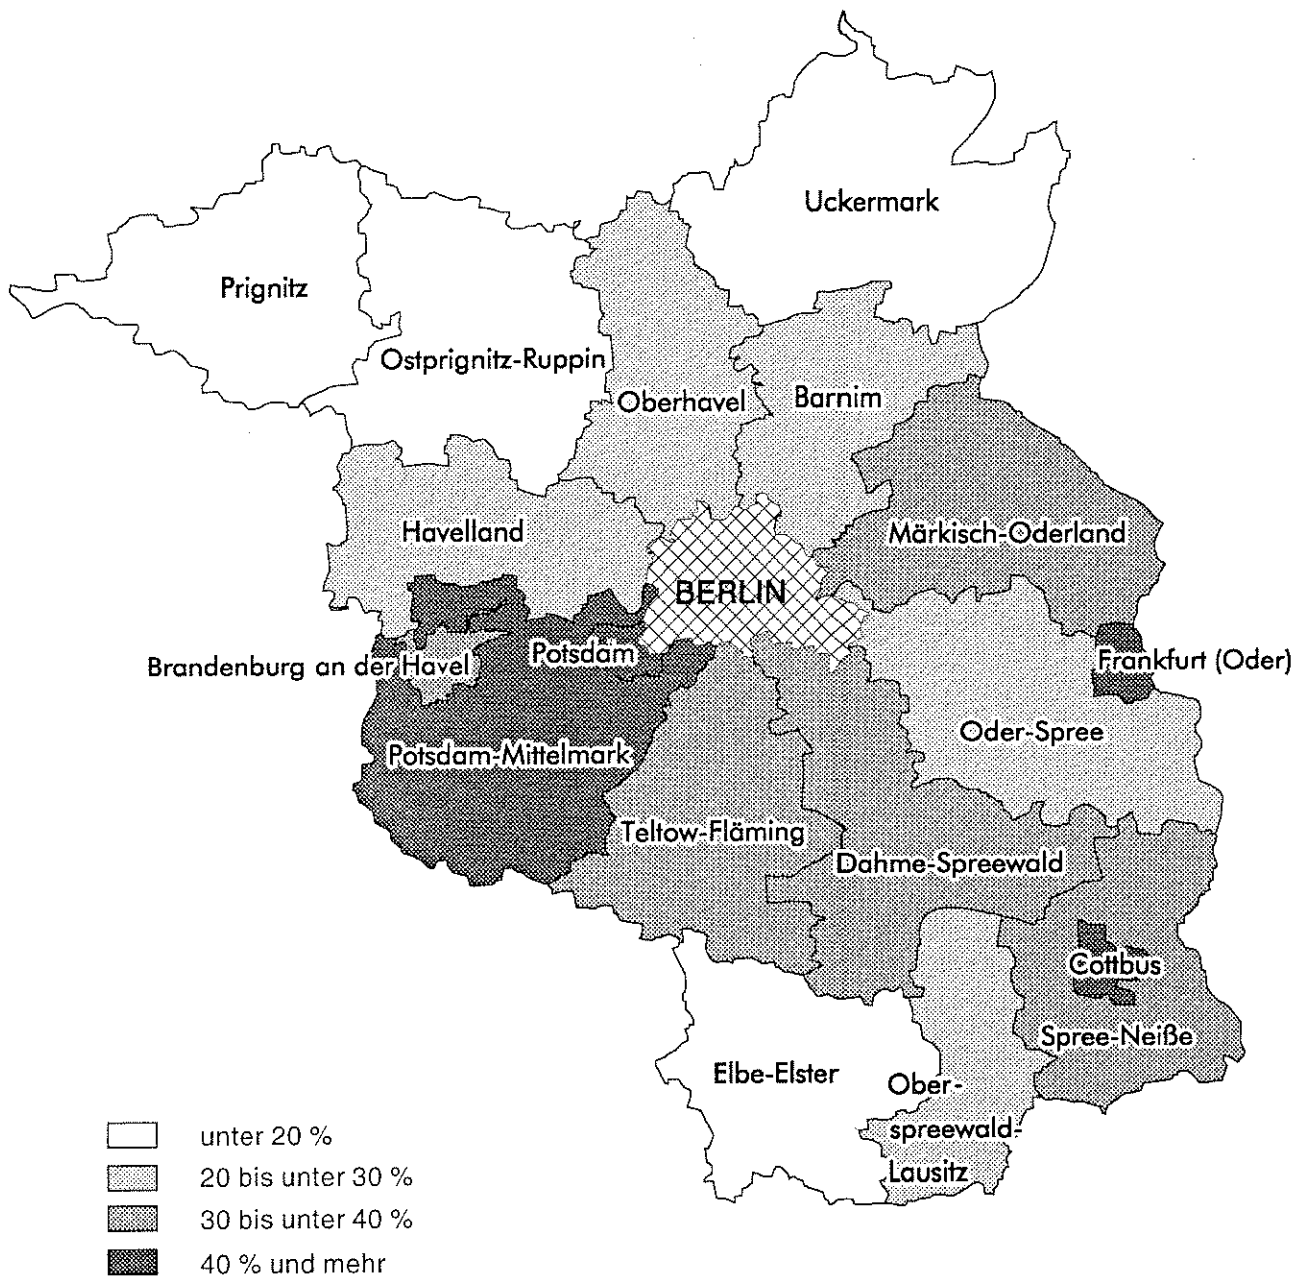 Uckermark
Prignitz
Ostprignitz-Ruppin
Oberhavel
Barnim
Havelland
Märkisch-Oderland
BERLIN
Brandenburg an der Havel
Potsdam
Frankfurt (Oder)
Potsdam-Mittelmark
Oder-Spree
Teltow-Fläming
Dahme-Spreewald
Cottbus
Spree-Neiße
Elbe-Elster
Ober-
spreewald-
Lausitz
unter 20 %
20 bis unter 30 %
30 bis unter 40 %
40 % und mehr